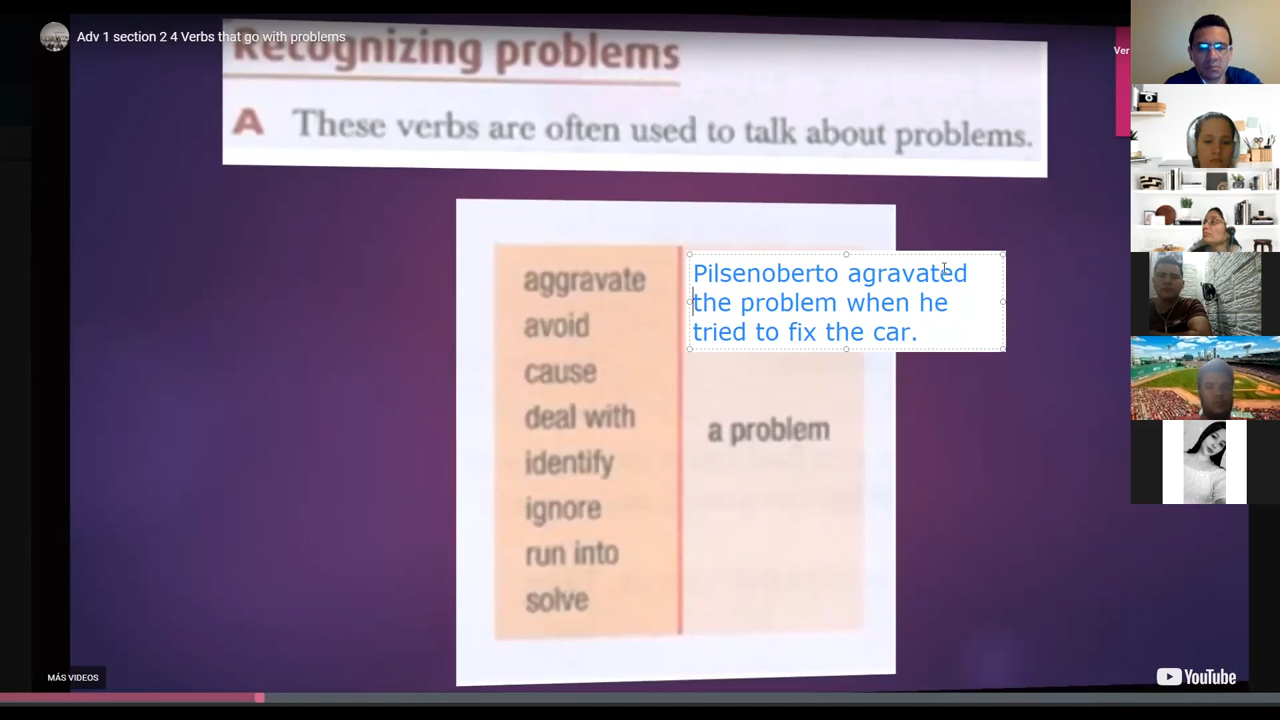 Adv 1 section 2 4 Verbs that go with problems
Ver
Recognizing problems
A These verbs are often used to talk about problems.
aggravate
avoid
cause
deal with
identify
ignore
run into
solve
a problem
Pilsenoberto agravated
the problem when he
tried to fix the car.
MÁS VIDEOS
YouTube